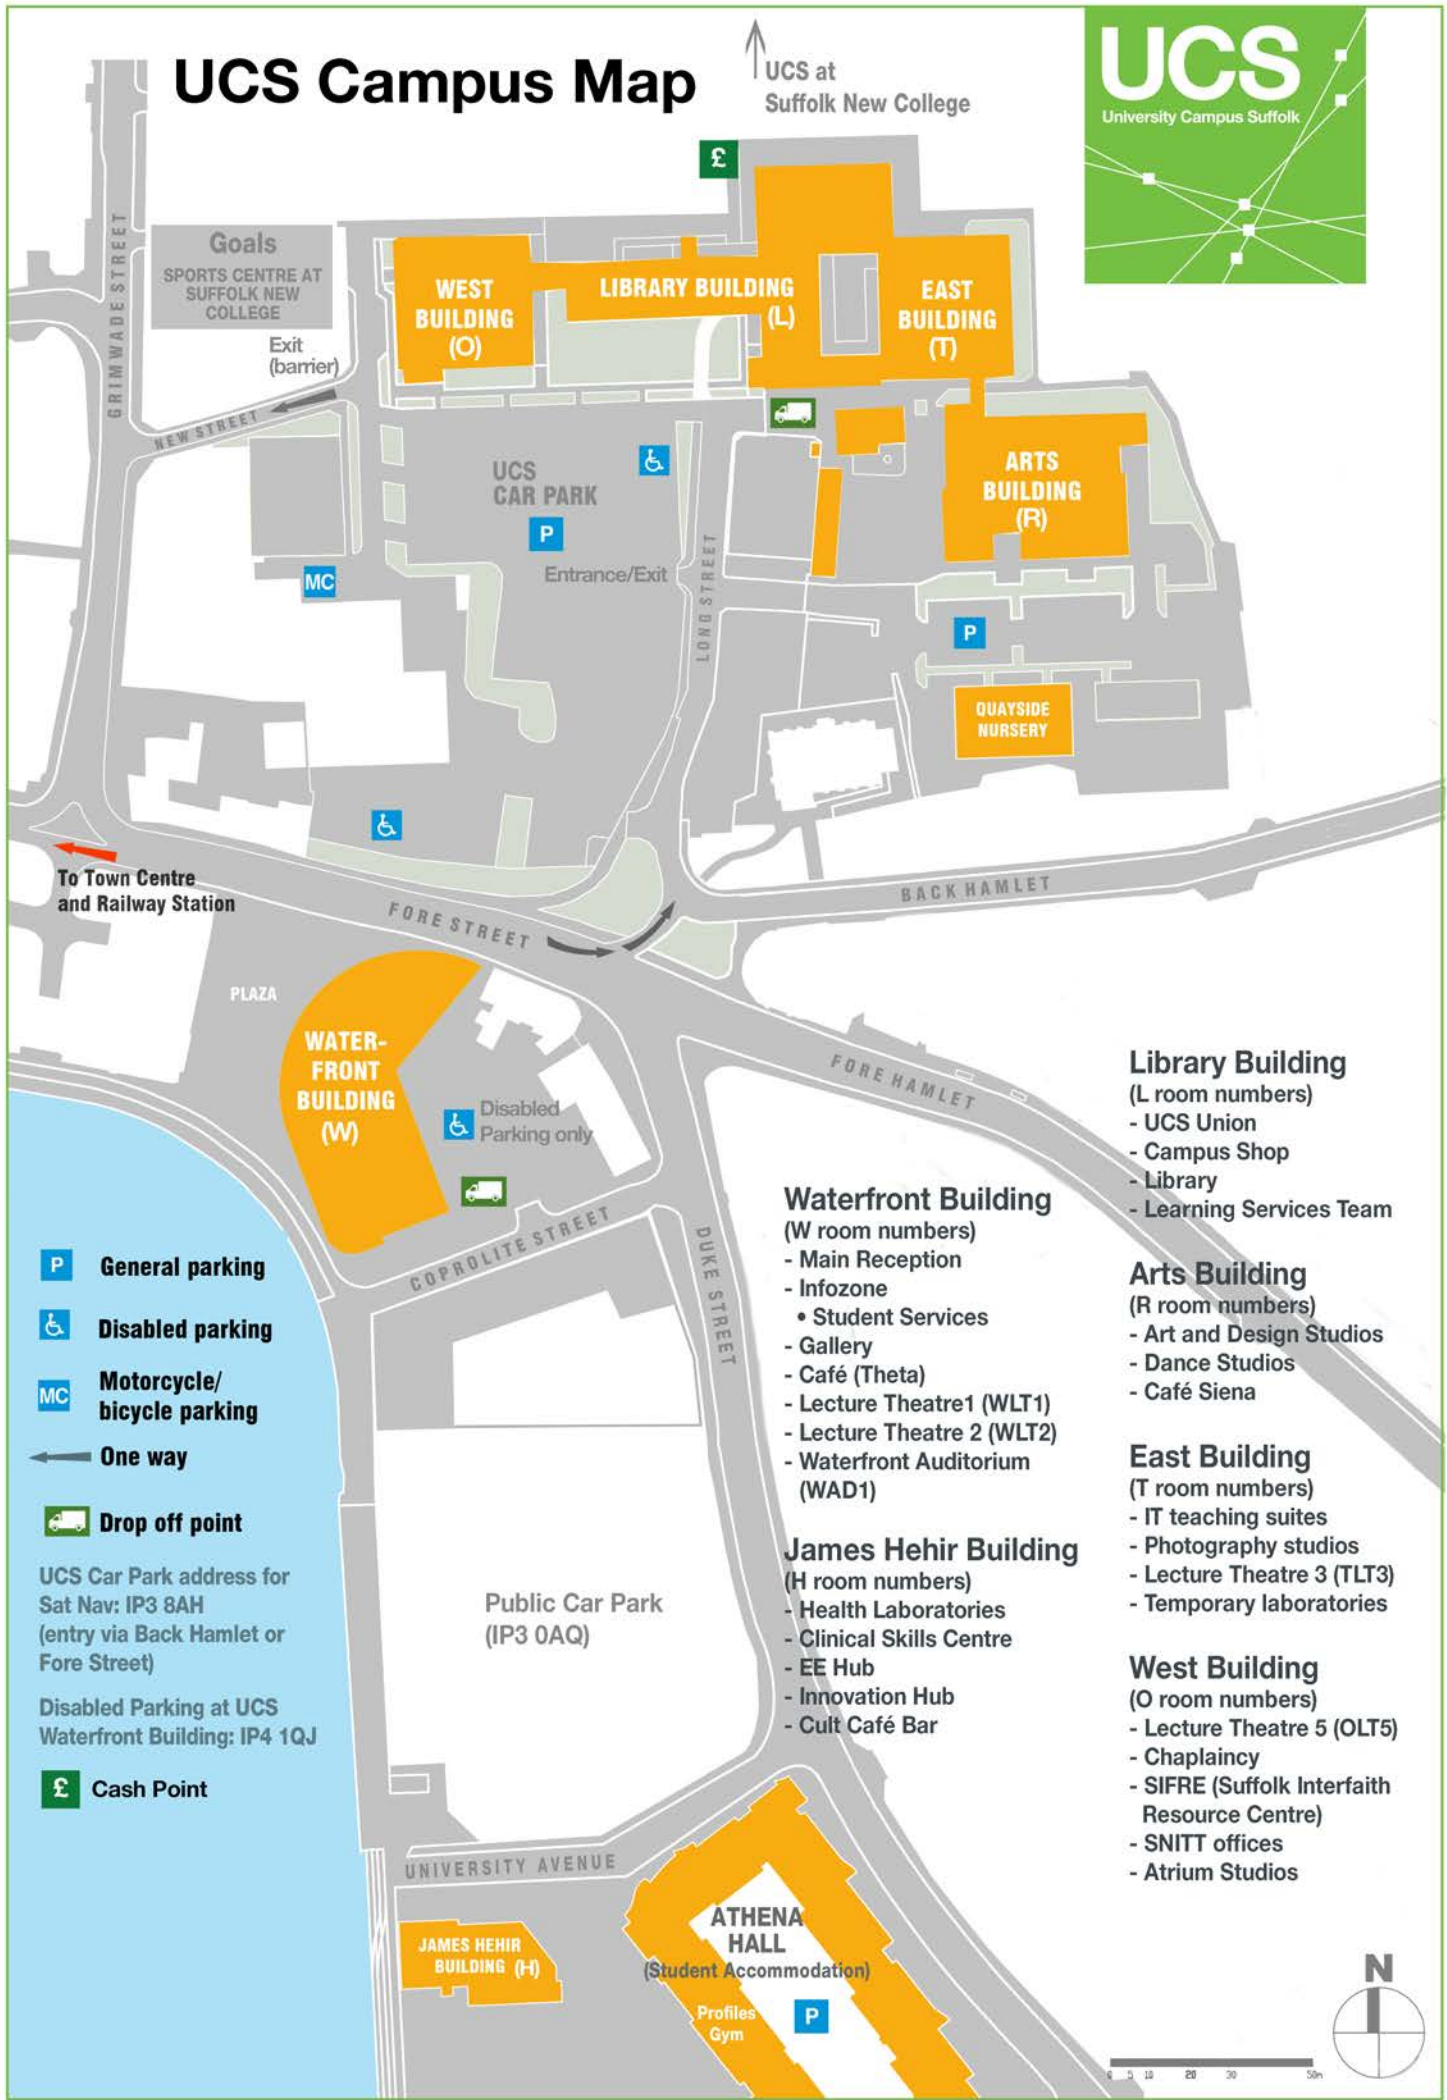 UCS Campus Map
UCS at
Suffolk New College
UCS
University Campus Suffolk
£
GRIMWADE STREET
Goals
SPORTS CENTRE AT
SUFFOLK NEW
COLLEGE
Exit
(barrier)
NEW STREET
WEST
BUILDING
(O)
LIBRARY BUILDING
(L)
EAST
BUILDING
(T)
ARTS
BUILDING
(R)
UCS
CAR PARK
P
Entrance/Exit
MC
LONG STREET
P
QUAYSIDE
NURSERY
To Town Centre
and Railway Station
FORE STREET
BACK HAMLET
PLAZA
WATER-
FRONT
BUILDING
(W)
Disabled
Parking only
FORE HAMLET
COPROLITE STREET
DUKE STREET
P General parking
Disabled parking
MC Motorcycle/
bicycle parking
One way
Drop off point
UCS Car Park address for
Sat Nav: IP3 8AH
(entry via Back Hamlet or
Fore Street)
Disabled Parking at UCS
Waterfront Building: IP4 1QJ
£ Cash Point
Public Car Park
(IP3 0AQ)
UNIVERSITY AVENUE
JAMES HEHIR
BUILDING (H)
ATHENA
HALL
(Student Accommodation)
Profiles
Gym
P
Waterfront Building
(W room numbers)
- Main Reception
- Infozone
• Student Services
- Gallery
- Café (Theta)
- Lecture Theatre1 (WLT1)
- Lecture Theatre 2 (WLT2)
- Waterfront Auditorium
(WAD1)
James Hehir Building
(H room numbers)
- Health Laboratories
- Clinical Skills Centre
- EE Hub
- Innovation Hub
- Cult Café Bar
Library Building
(L room numbers)
- UCS Union
- Campus Shop
- Library
- Learning Services Team
Arts Building
(R room numbers)
- Art and Design Studios
- Dance Studios
- Café Siena
East Building
(T room numbers)
- IT teaching suites
- Photography studios
- Lecture Theatre 3 (TLT3)
- Temporary laboratories
West Building
(O room numbers)
- Lecture Theatre 5 (OLT5)
- Chaplaincy
- SIFRE (Suffolk Interfaith
Resource Centre)
- SNITT offices
- Atrium Studios
N
0 5 10 20 30 50m